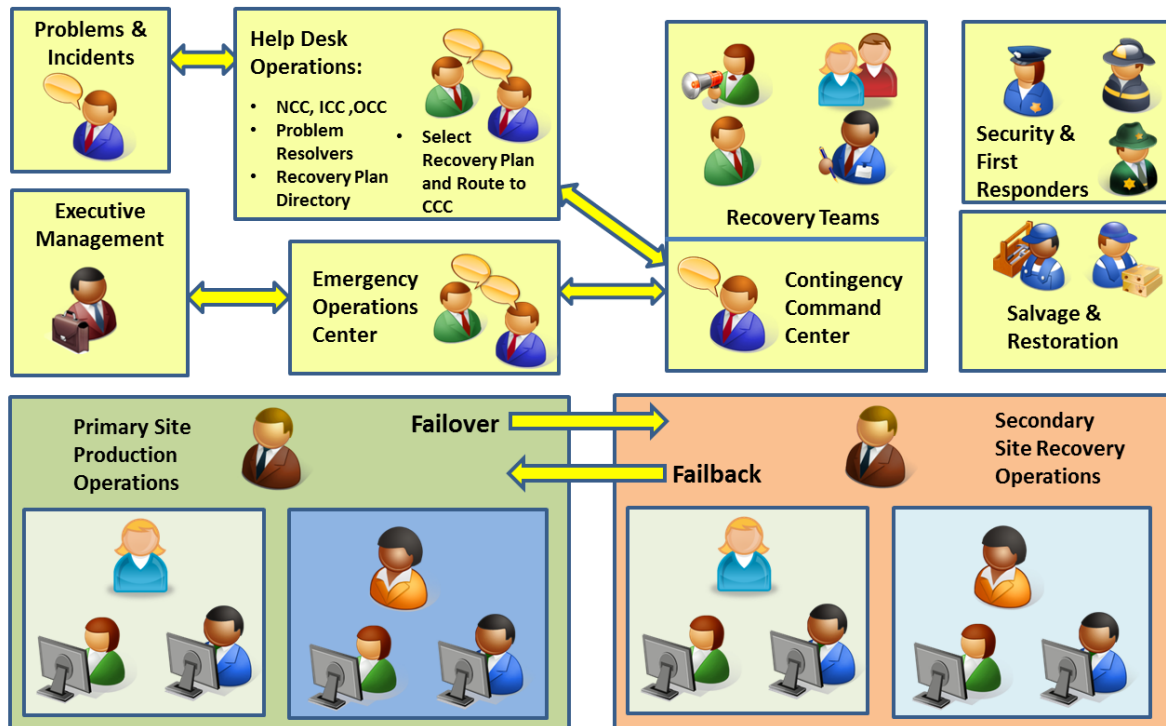 Problems &
Incidents
Help Desk
Operations:
• NCC, ICC ,OCC
• Problem
Resolvers
• Recovery Plan
Directory
• Select
Recovery Plan
and Route to
CCC
Recovery Teams
Security &
First
Responders
Executive
Management
Emergency
Operations
Center
Contingency
Command
Center
Salvage &
Restoration
Primary Site
Production
Operations
Failover
Failback
Secondary
Site Recovery
Operations